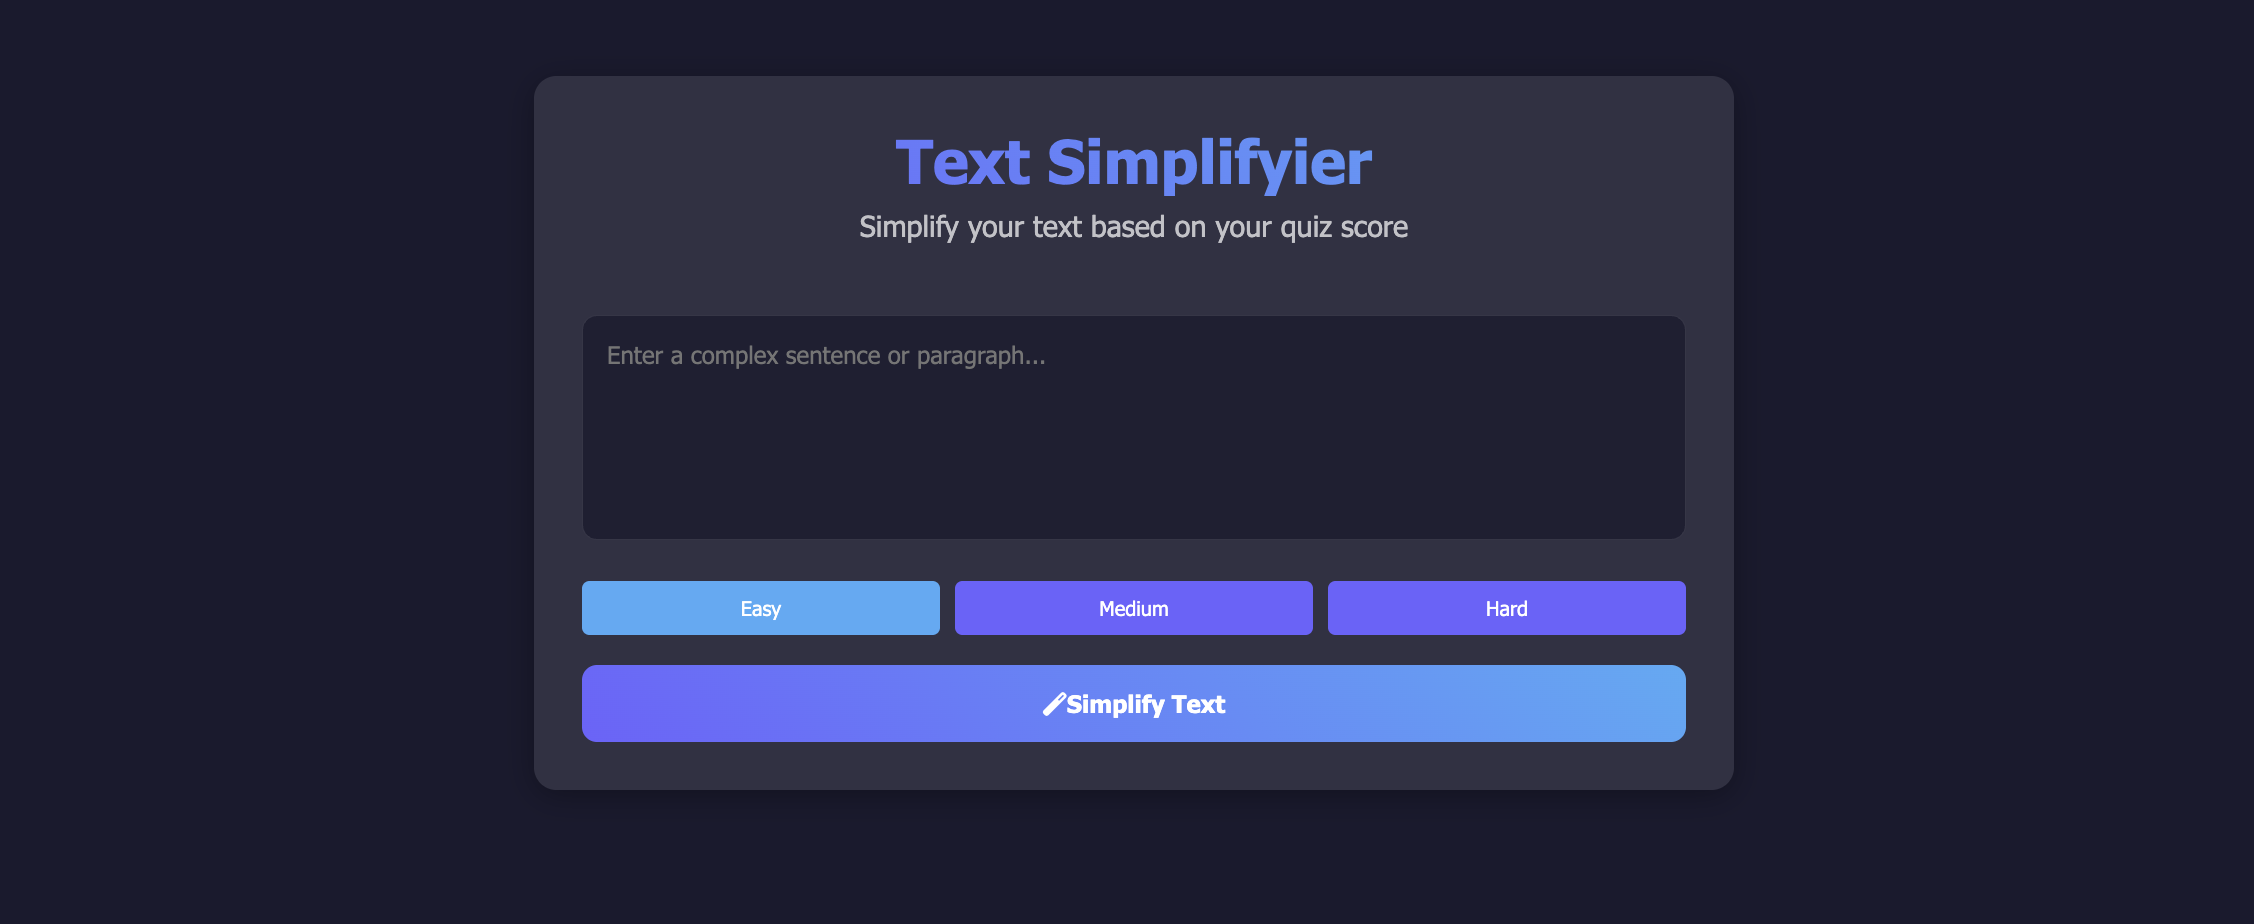 Text Simplifyier
Simplify your text based on your quiz score
Enter a complex sentence or paragraph...
Easy
Medium
Hard
Simplify Text